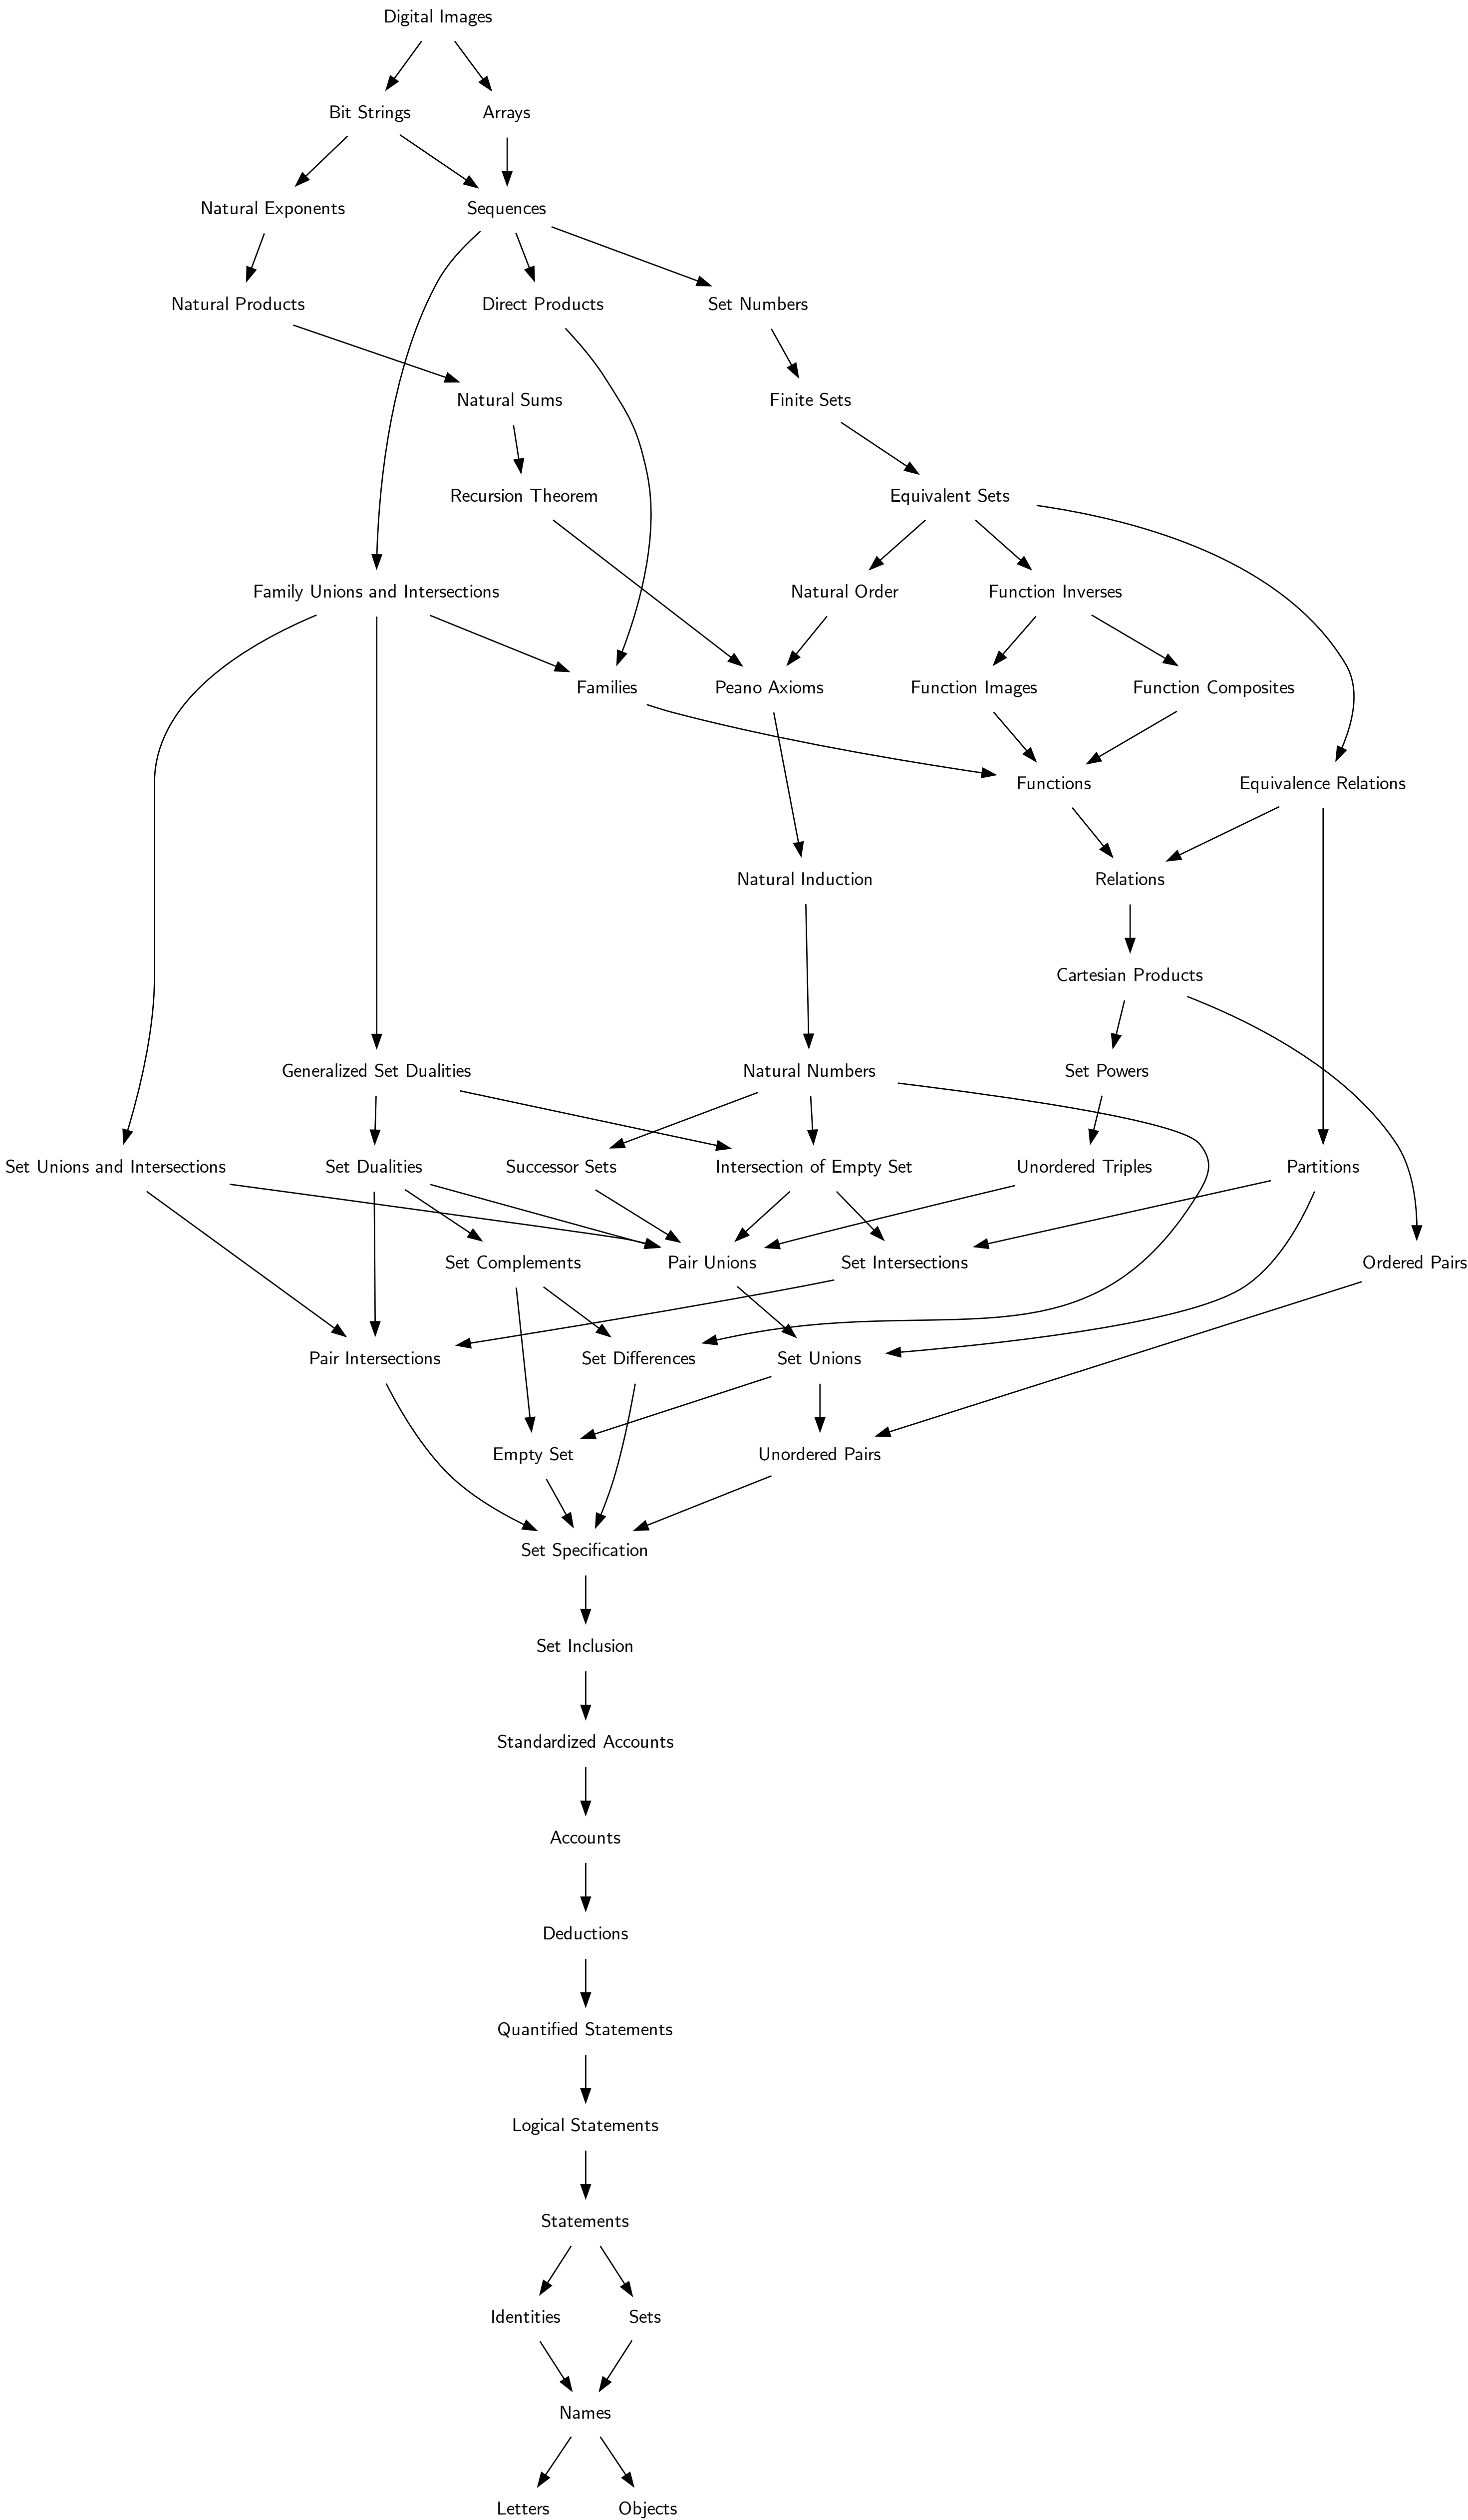 Digital Images
Bit Strings
Arrays
Natural Exponents
Sequences
Natural Products
Direct Products
Set Numbers
Natural Sums
Finite Sets
Recursion Theorem
Equivalent Sets
Family Unions and Intersections
Natural Order
Function Inverses
Families
Peano Axioms
Function Images
Function Composites
Functions
Equivalence Relations
Natural Induction
Relations
Cartesian Products
Generalized Set Dualities
Natural Numbers
Set Powers
Set Unions and Intersections
Set Dualities
Successor Sets
Intersection of Empty Set
Unordered Triples
Partitions
Set Complements
Pair Unions
Set Intersections
Ordered Pairs
Pair Intersections
Set Differences
Set Unions
Empty Set
Unordered Pairs
Set Specification
Set Inclusion
Standardized Accounts
Accounts
Deductions
Quantified Statements
Logical Statements
Statements
Identities
Sets
Names
Letters
Objects